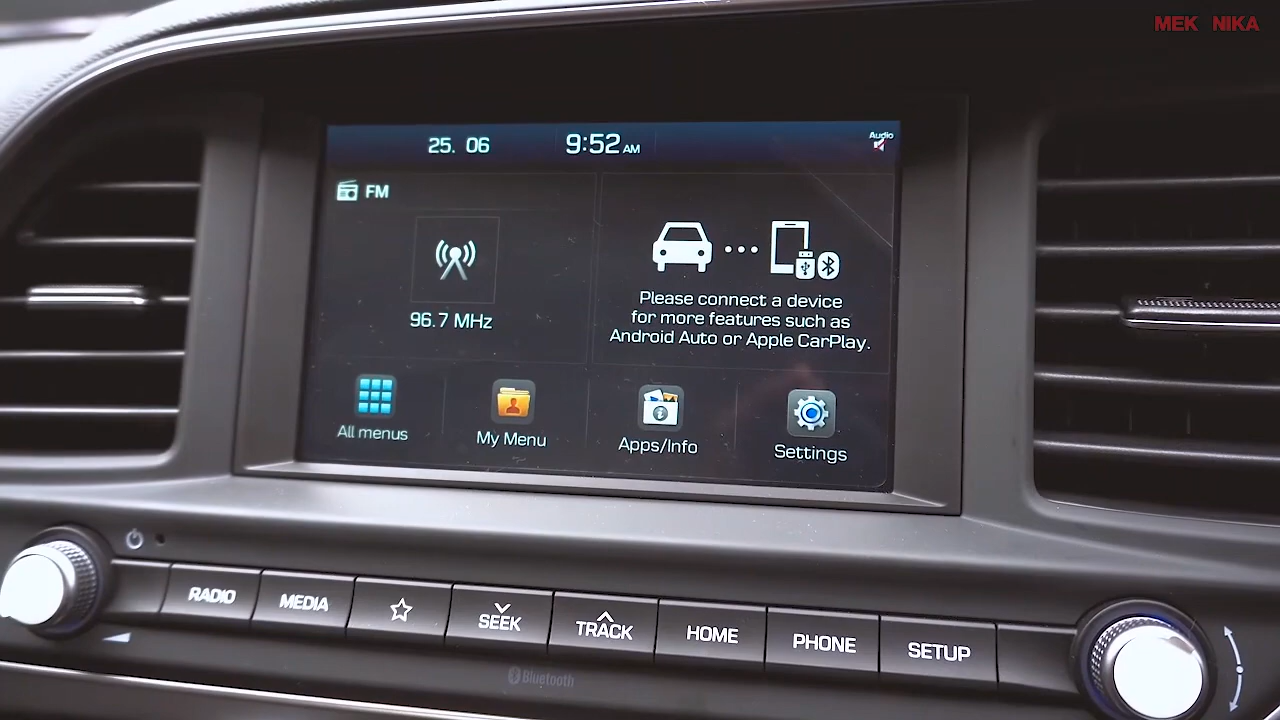 MEK NIKA
25. 06 9:52 AM Audio
FM
96.7 MHz
Please connect a device
for more features such as
Android Auto or Apple CarPlay.
All menus My Menu Apps/Info Settings
RADIO MEDIA SEEK TRACK HOME PHONE SETUP
Bluetooth